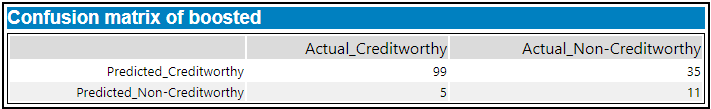 Confusion matrix of boosted
Actual_Creditworthy Actual_Non-Creditworthy
Predicted_Creditworthy 99 35
Predicted_Non-Creditworthy 5 11